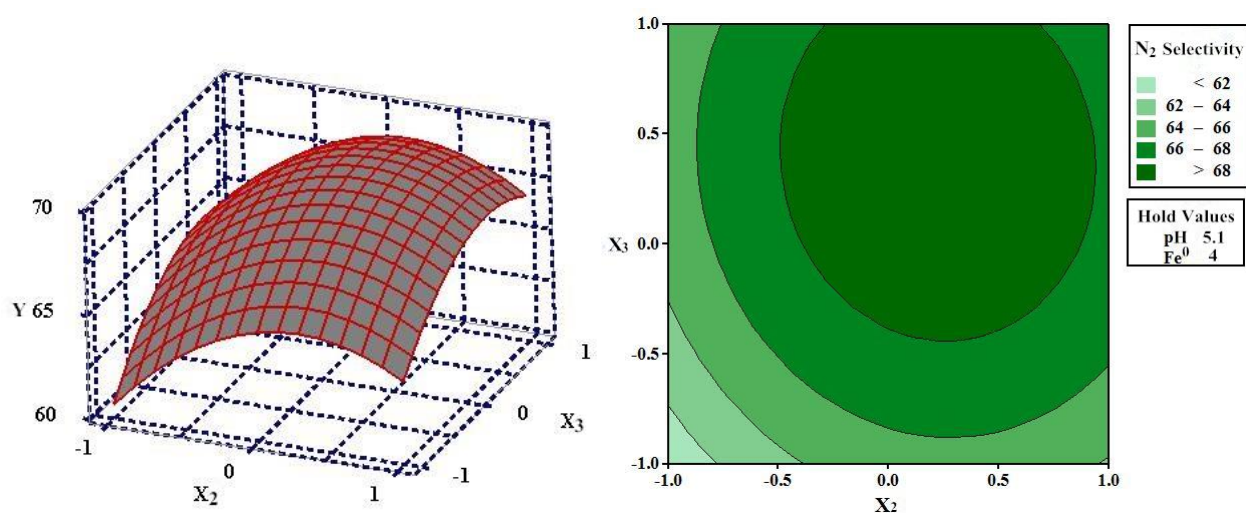 70
Y 65
60
-1
0
1
X₂
-1
0
1
X₃
1.0
0.5
X₃ 0.0
-0.5
-1.0
-1.0 -0.5 0.0 0.5 1.0
X₂
N₂ Selectivity
< 62
62 – 64
64 – 66
66 – 68
> 68
Hold Values
pH 5.1
Fe⁰ 4